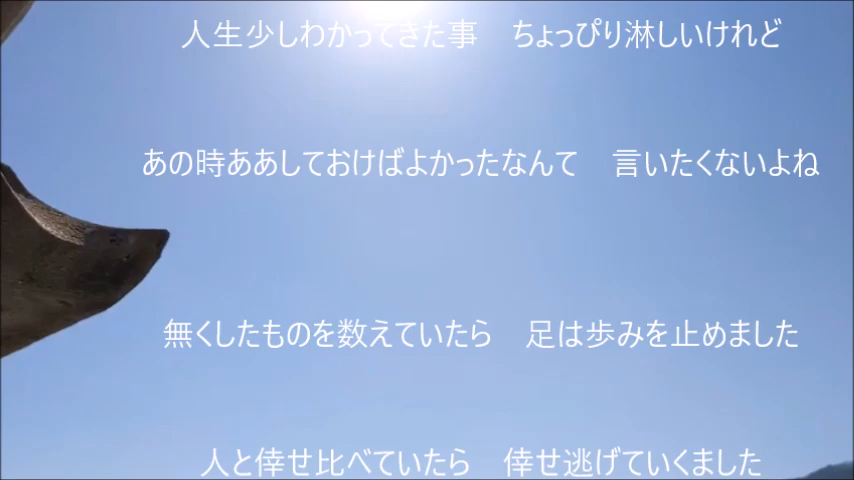 人生少しわかってきた事　ちょっぴり淋しいけれど
あの時ああしておけばよかったなんて　言いたくないよね
無くしたものを数えていたら　足は歩みを止めました
人と倖せ比べていたら　倖せ逃げていくました